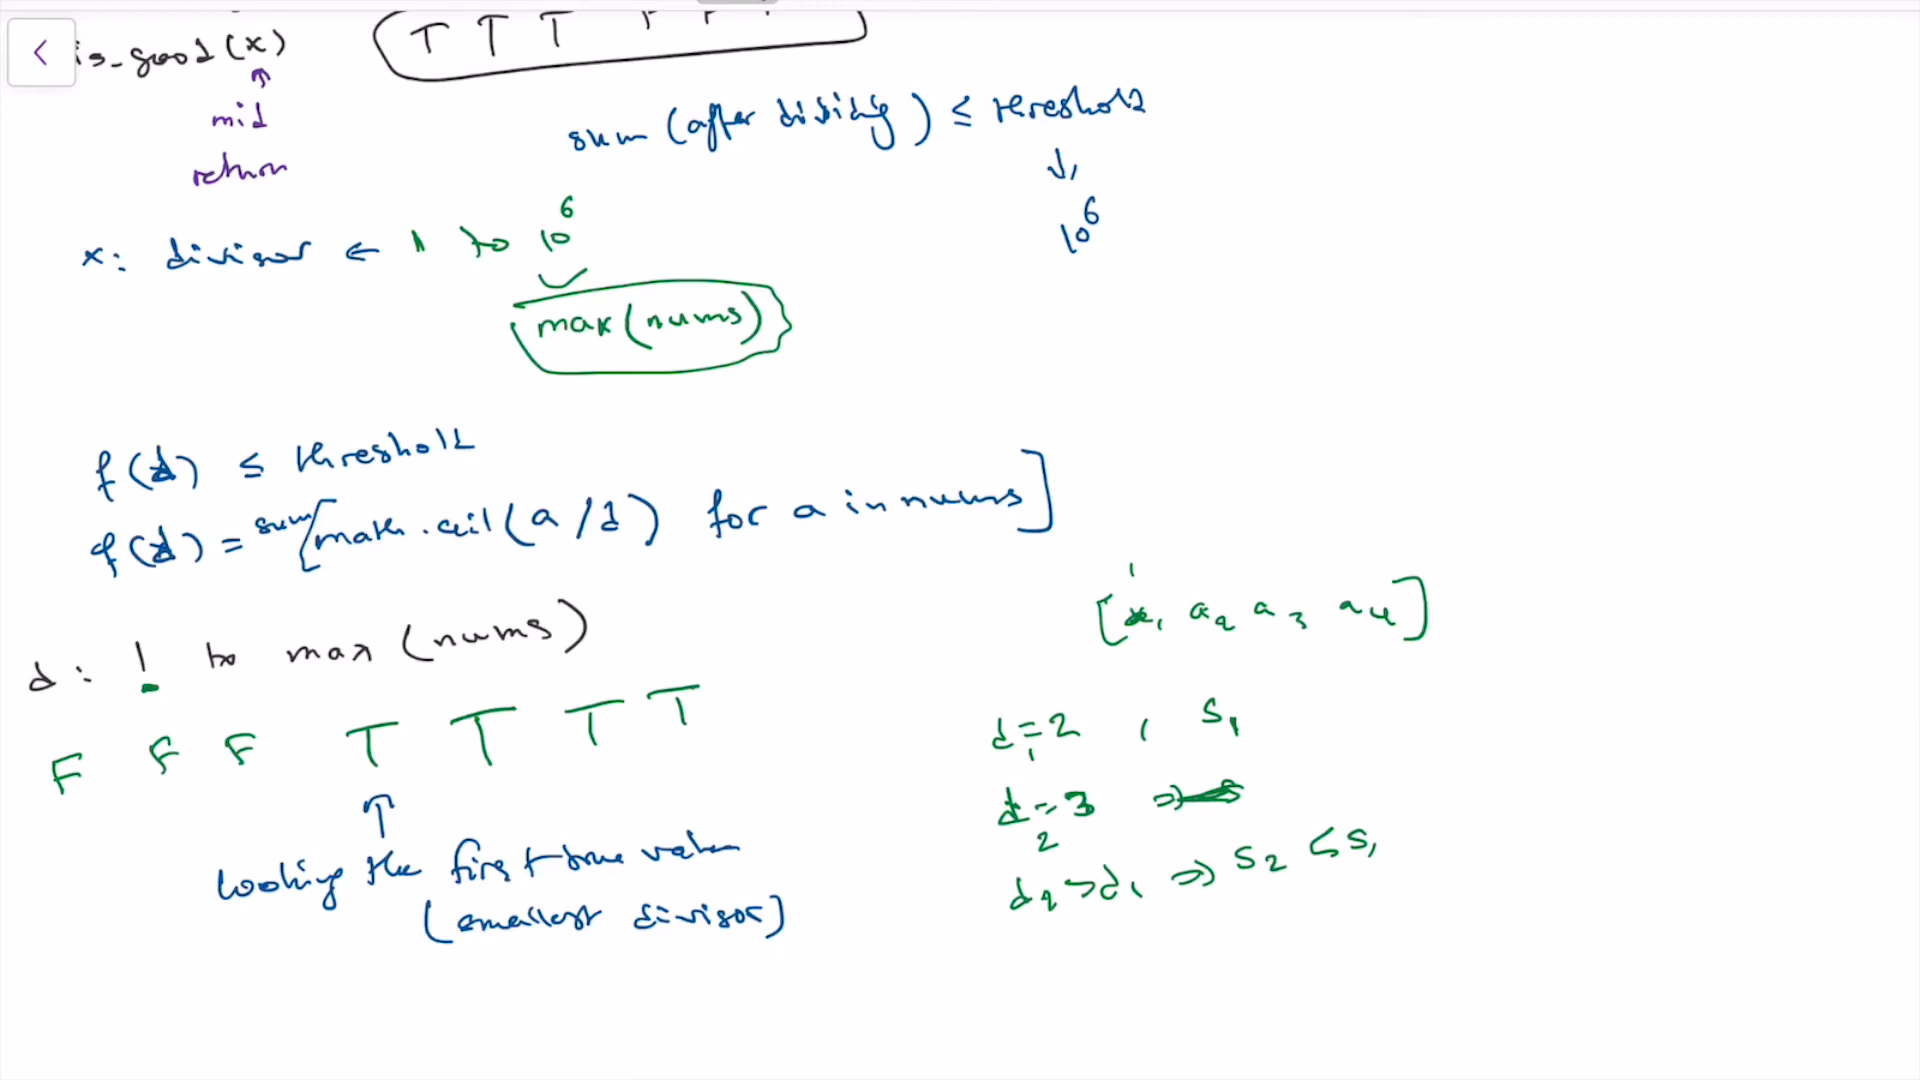 is_good(x)
T T T F F
mid
return
sum (after dividing) ≤ threshold
10^6
x: divisor ← 1 to 10^6
max(nums)
f(d) ≤ threshold
f(d) = sum[math.ceil(a/d) for a in nums]
[x₁ a₂ a₃ a₄]
d: 1 to max(nums)
F F F T T T T
d₁=2, S₁
d₂=3 ⇒
d₂>d₁ ⇒ S₂ ≤ S₁
looking the first true value
(smallest divisor)